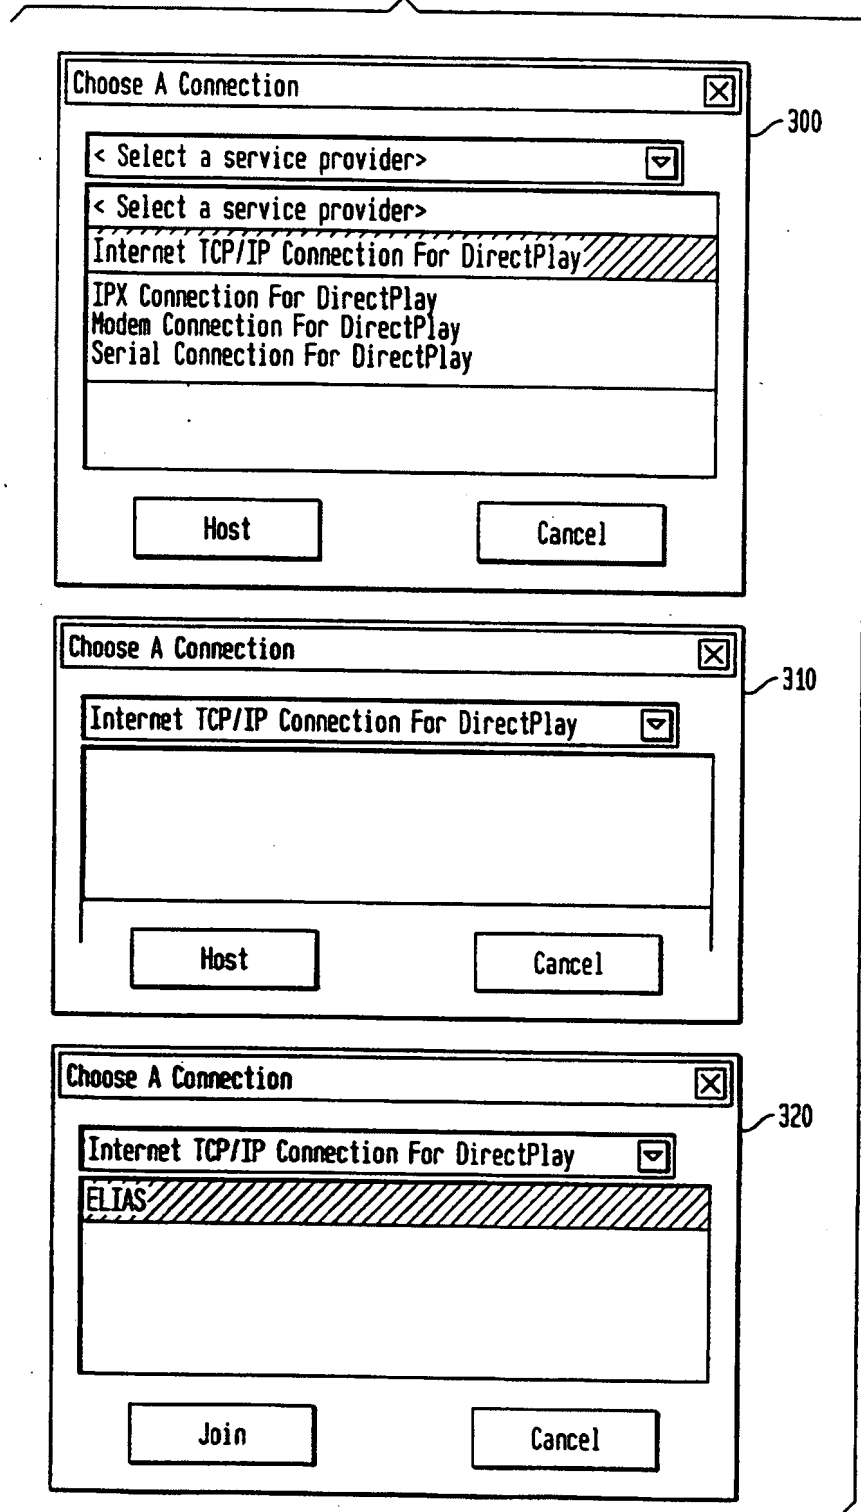 Choose A Connection
300
< Select a service provider>
< Select a service provider>
Internet TCP/IP Connection For DirectPlay
IPX Connection For DirectPlay
Modem Connection For DirectPlay
Serial Connection For DirectPlay
Host
Cancel
Choose A Connection
310
Internet TCP/IP Connection For DirectPlay
Host
Cancel
Choose A Connection
320
Internet TCP/IP Connection For DirectPlay
ELIAS
Join
Cancel